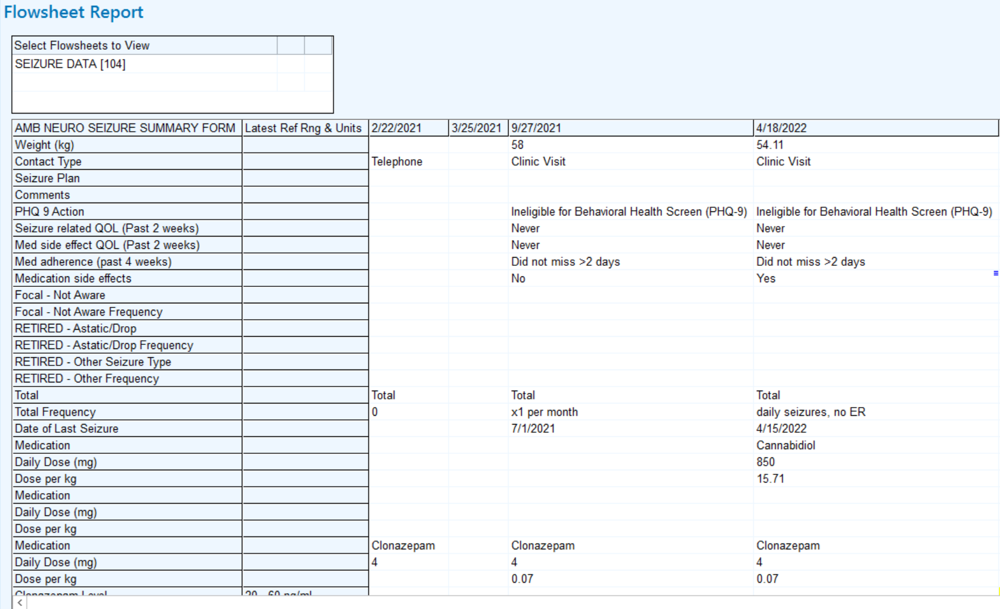 Flowsheet Report
Select Flowsheets to View
SEIZURE DATA [104]
AMB NEURO SEIZURE SUMMARY FORM Latest Ref Rng & Units 2/22/2021 3/25/2021 9/27/2021 4/18/2022
Weight (kg) 58 54.11
Contact Type Telephone Clinic Visit Clinic Visit
Seizure Plan
Comments
PHQ 9 Action Ineligible for Behavioral Health Screen (PHQ-9) Ineligible for Behavioral Health Screen (PHQ-9)
Seizure related QOL (Past 2 weeks) Never Never
Med side effect QOL (Past 2 weeks) Never Never
Med adherence (past 4 weeks) Did not miss >2 days Did not miss >2 days
Medication side effects No Yes
Focal - Not Aware
Focal - Not Aware Frequency
RETIRED - Astatic/Drop
RETIRED - Astatic/Drop Frequency
RETIRED - Other Seizure Type
RETIRED - Other Frequency
Total Total Total Total
Total Frequency 0 x1 per month daily seizures, no ER
Date of Last Seizure 7/1/2021 4/15/2022
Medication Cannabidiol
Daily Dose (mg) 850
Dose per kg 15.71
Medication
Daily Dose (mg)
Dose per kg
Medication Clonazepam Clonazepam Clonazepam
Daily Dose (mg) 4 4 4
Dose per kg 0.07 0.07
Clonazepam Level 20 - 60 ng/ml